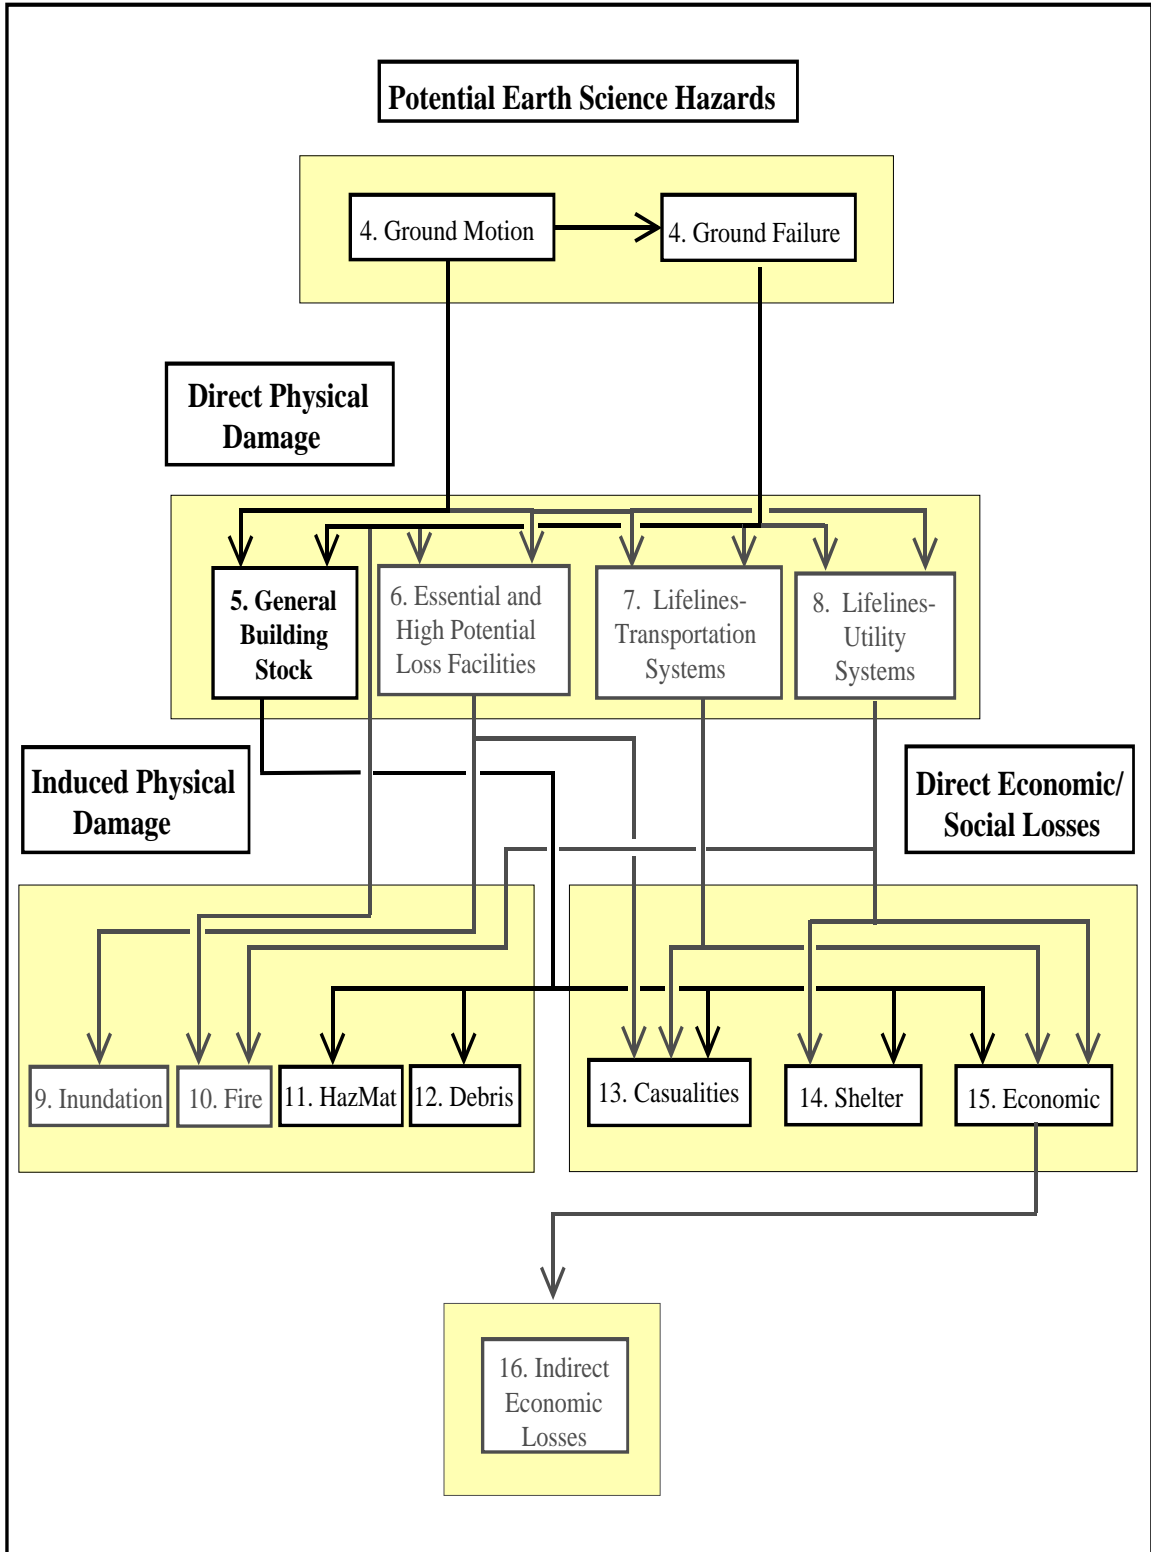 Potential Earth Science Hazards
4. Ground Motion
4. Ground Failure
Direct Physical
Damage
5. General
Building
Stock
6. Essential and
High Potential
Loss Facilities
7. Lifelines-
Transportation
Systems
8. Lifelines-
Utility
Systems
Induced Physical
Damage
Direct Economic/
Social Losses
9. Inundation
10. Fire
11. HazMat
12. Debris
13. Casualities
14. Shelter
15. Economic
16. Indirect
Economic
Losses